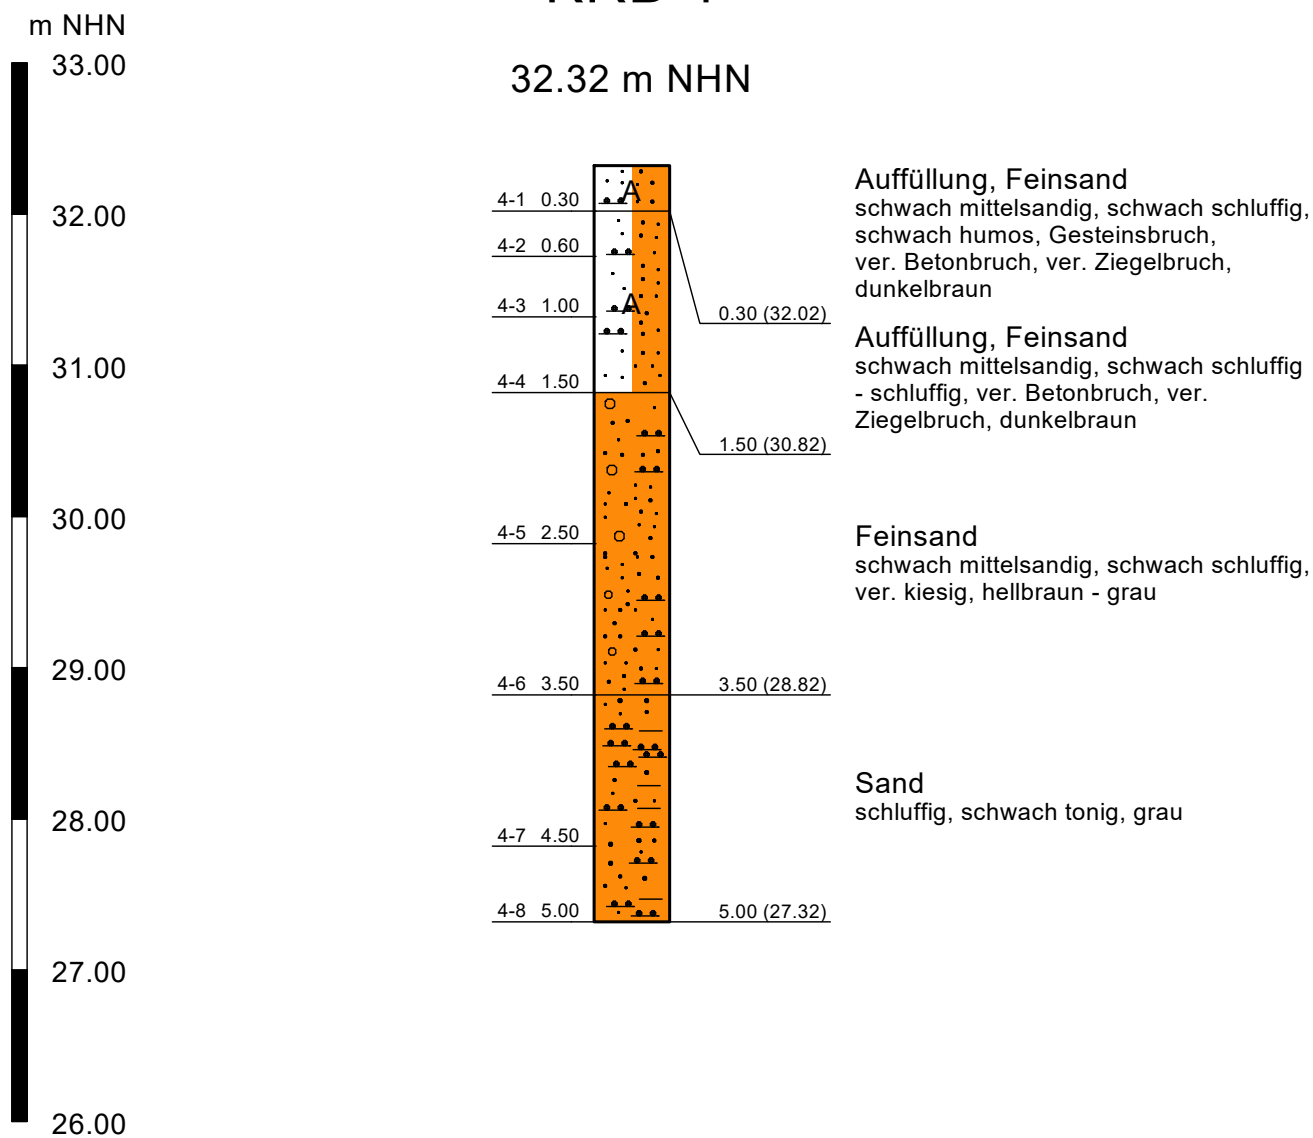 m NHN
33.00
32.00
31.00
30.00
29.00
28.00
27.00
26.00
32.32 m NHN
4-1 0.30
4-2 0.60
4-3 1.00
4-4 1.50
4-5 2.50
4-6 3.50
4-7 4.50
4-8 5.00
A
A
0.30 (32.02)
1.50 (30.82)
3.50 (28.82)
5.00 (27.32)
Auffüllung, Feinsand
schwach mittelsandig, schwach schluffig,
schwach humos, Gesteinsbruch,
ver. Betonbruch, ver. Ziegelbruch,
dunkelbraun
Auffüllung, Feinsand
schwach mittelsandig, schwach schluffig
- schluffig, ver. Betonbruch, ver.
Ziegelbruch, dunkelbraun
Feinsand
schwach mittelsandig, schwach schluffig,
ver. kiesig, hellbraun - grau
Sand
schluffig, schwach tonig, grau